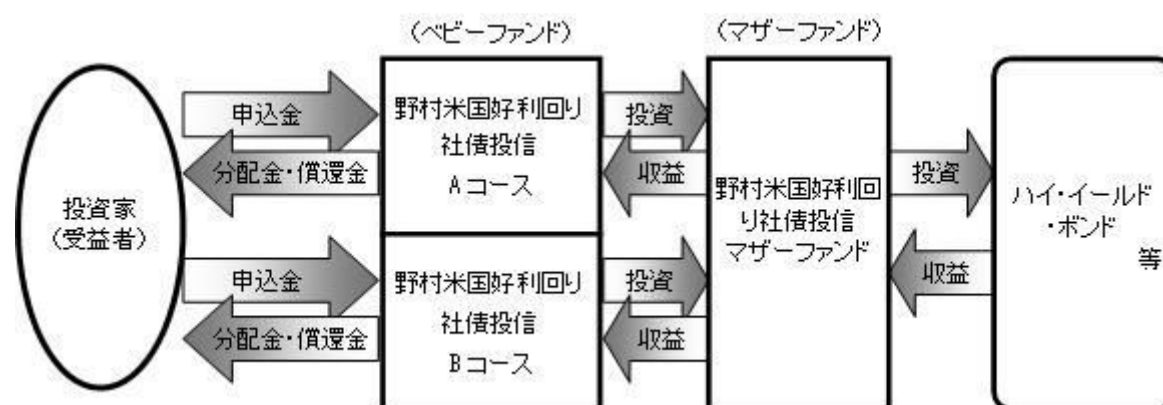 （ベビーファンド）
（マザーファンド）
投資家
（受益者）
申込金
分配金・償還金
申込金
分配金・償還金
野村米国好利回り
社債投信
Aコース
野村米国好利回り
社債投信
Bコース
投資
収益
投資
収益
野村米国好利回
り社債投信
マザーファンド
投資
収益
ハイ・イールド
・ボンド
等